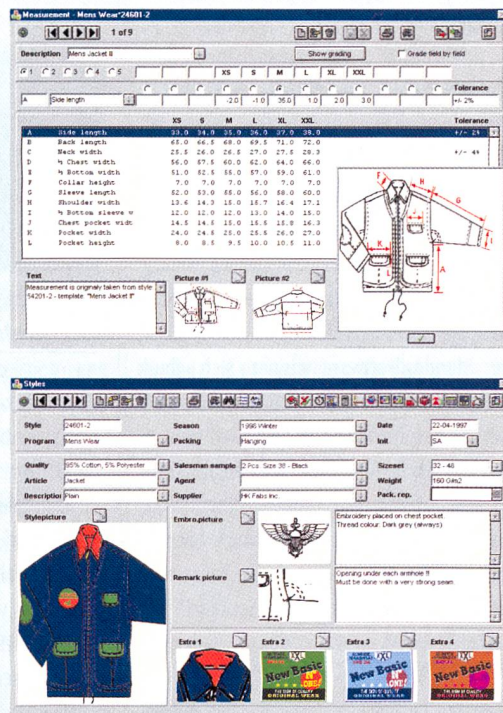 Measurement - Mens Wear*24601-2
1 of 9
Description Mens Jacket II
Show grading
Grade field by field
1 2 3 4 5 XS S M L XL XXL
Tolerance
A Side length -2.0 -1.0 35.0 1.0 2.0 3.0 +/- 2%
XS S M L XL XXL Tolerance
A Side length 33.0 34.0 35.0 36.0 37.0 38.0 +/- 2%
B Back length 65.0 66.5 68.0 69.5 71.0 72.0
C Neck width 25.5 26.0 26.5 27.0 27.5 28.3 +/- 4%
D ½ Chest width 56.0 57.5 60.0 62.0 64.0 66.0
E ½ Bottom width 51.0 52.5 55.0 57.0 59.0 61.0
F Collar height 7.0 7.0 7.0 7.0 7.0 7.0
G Sleeve length 52.0 53.0 55.0 56.0 58.0 60.0
H Shoulder width 13.6 14.3 15.0 15.7 16.4 17.1
I ½ Bottom sleeve w 12.0 12.0 12.0 13.0 14.0 15.0
J Chest pocket widt 14.5 14.5 15.0 15.5 15.8 16.3
K Pocket width 24.0 24.5 25.0 25.5 26.0 27.0
L Pocket height 8.0 8.5 9.5 10.0 10.5 11.0
F H G I K L A
Text
Measurement is originaly taken from style
54201-2 - template "Mens Jacket II"
Picture #1
Picture #2
Styles
Style 24601-2 Season 1998 Winter Date 22-04-1997
Program Mens Wear Packing Hanging Init SA
Quality 95% Cotton, 5% Polyester Salesman sample 2 Pcs. Size 38 - Black Sizeset 32 - 48
Article Jacket Agent Weight 160 G/m2
Description Plain Supplier HK Fabs Inc. Pack. rep.
Stylepicture
Embro.picture
Embroidery placed on chest pocket.
Thread colour: Dark grey (always)
Remark picture
Opening under each armhole !!
Must be done with a very strong seam
Extra 1 Extra 2 Extra 3 Extra 4
New Basic
New Basic
New Basic